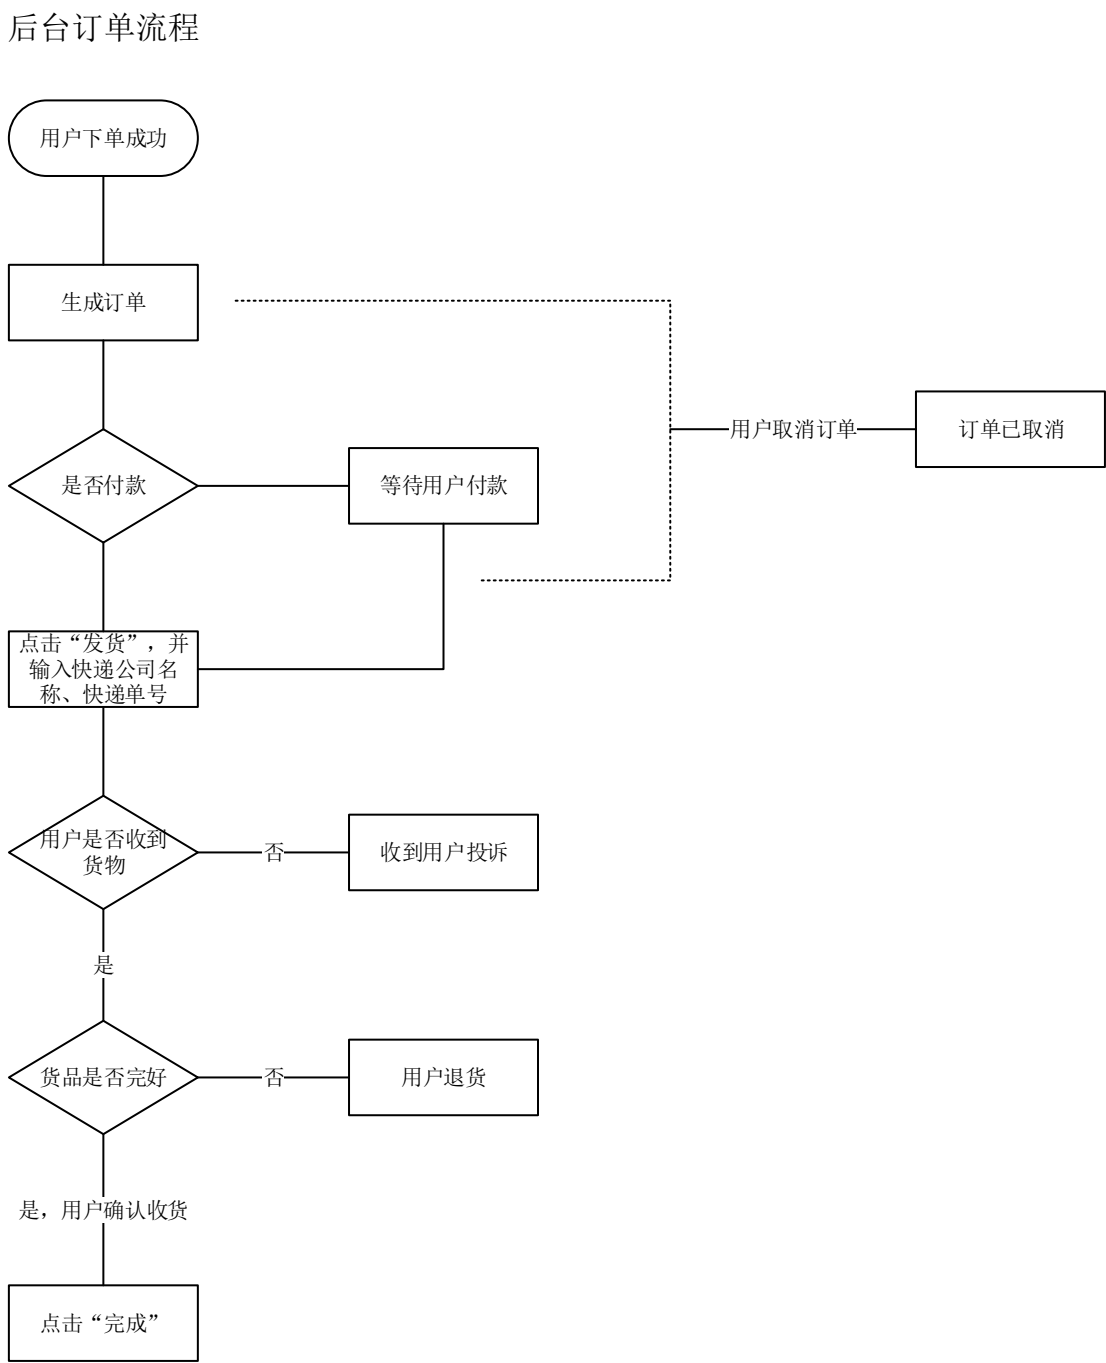 后台订单流程
用户下单成功
生成订单
用户取消订单
订单已取消
是否付款
等待用户付款
点击“发货”，并
输入快递公司名
称、快递单号
用户是否收到
货物
否
收到用户投诉
是
货品是否完好
否
用户退货
是，用户确认收货
点击“完成”